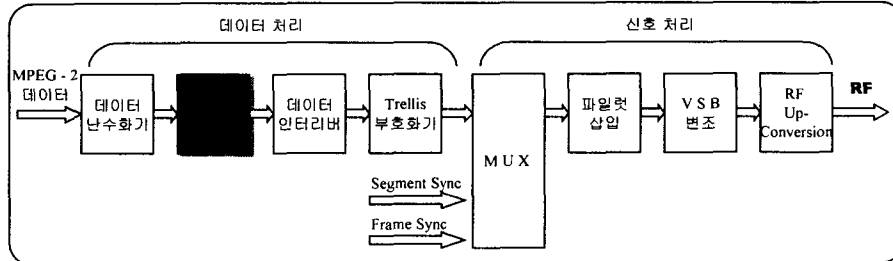 데이터 처리
신호 처리
MPEG - 2
데이터
데이터
난수화기
데이터
인터리버
Trellis
부호화기
M U X
파일럿
삽입
V S B
변조
RF
Up-
Conversion
RF
Segment Sync
Frame Sync